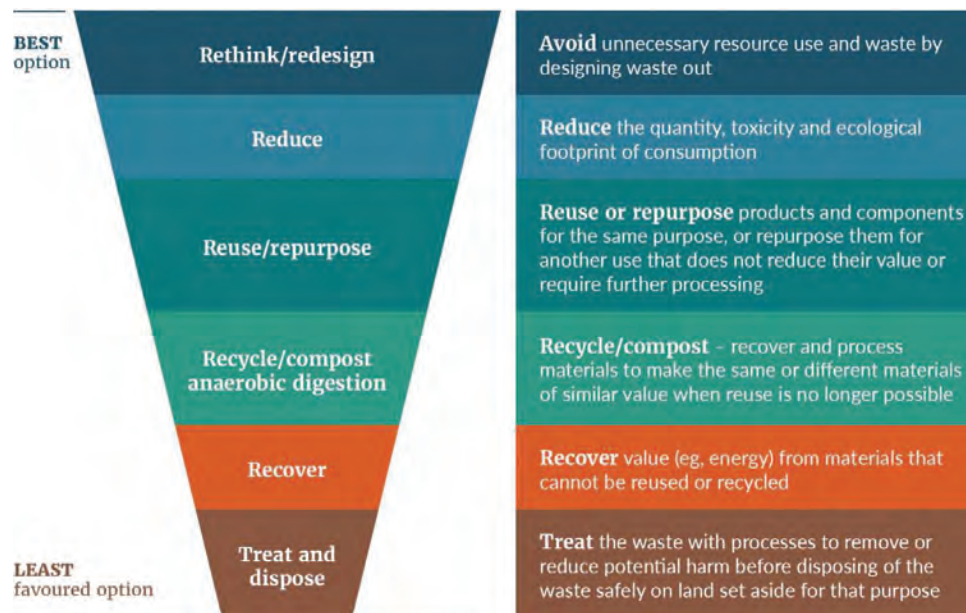 BEST
option
Rethink/redesign
Avoid unnecessary resource use and waste by
designing waste out
Reduce
Reduce the quantity, toxicity and ecological
footprint of consumption
Reuse/repurpose
Reuse or repurpose products and components
for the same purpose, or repurpose them for
another use that does not reduce their value or
require further processing
Recycle/compost
anaerobic digestion
Recycle/compost – recover and process
materials to make the same or different materials
of similar value when reuse is no longer possible
Recover
Recover value (eg, energy) from materials that
cannot be reused or recycled
LEAST
favoured option
Treat and
dispose
Treat the waste with processes to remove or
reduce potential harm before disposing of the
waste safely on land set aside for that purpose